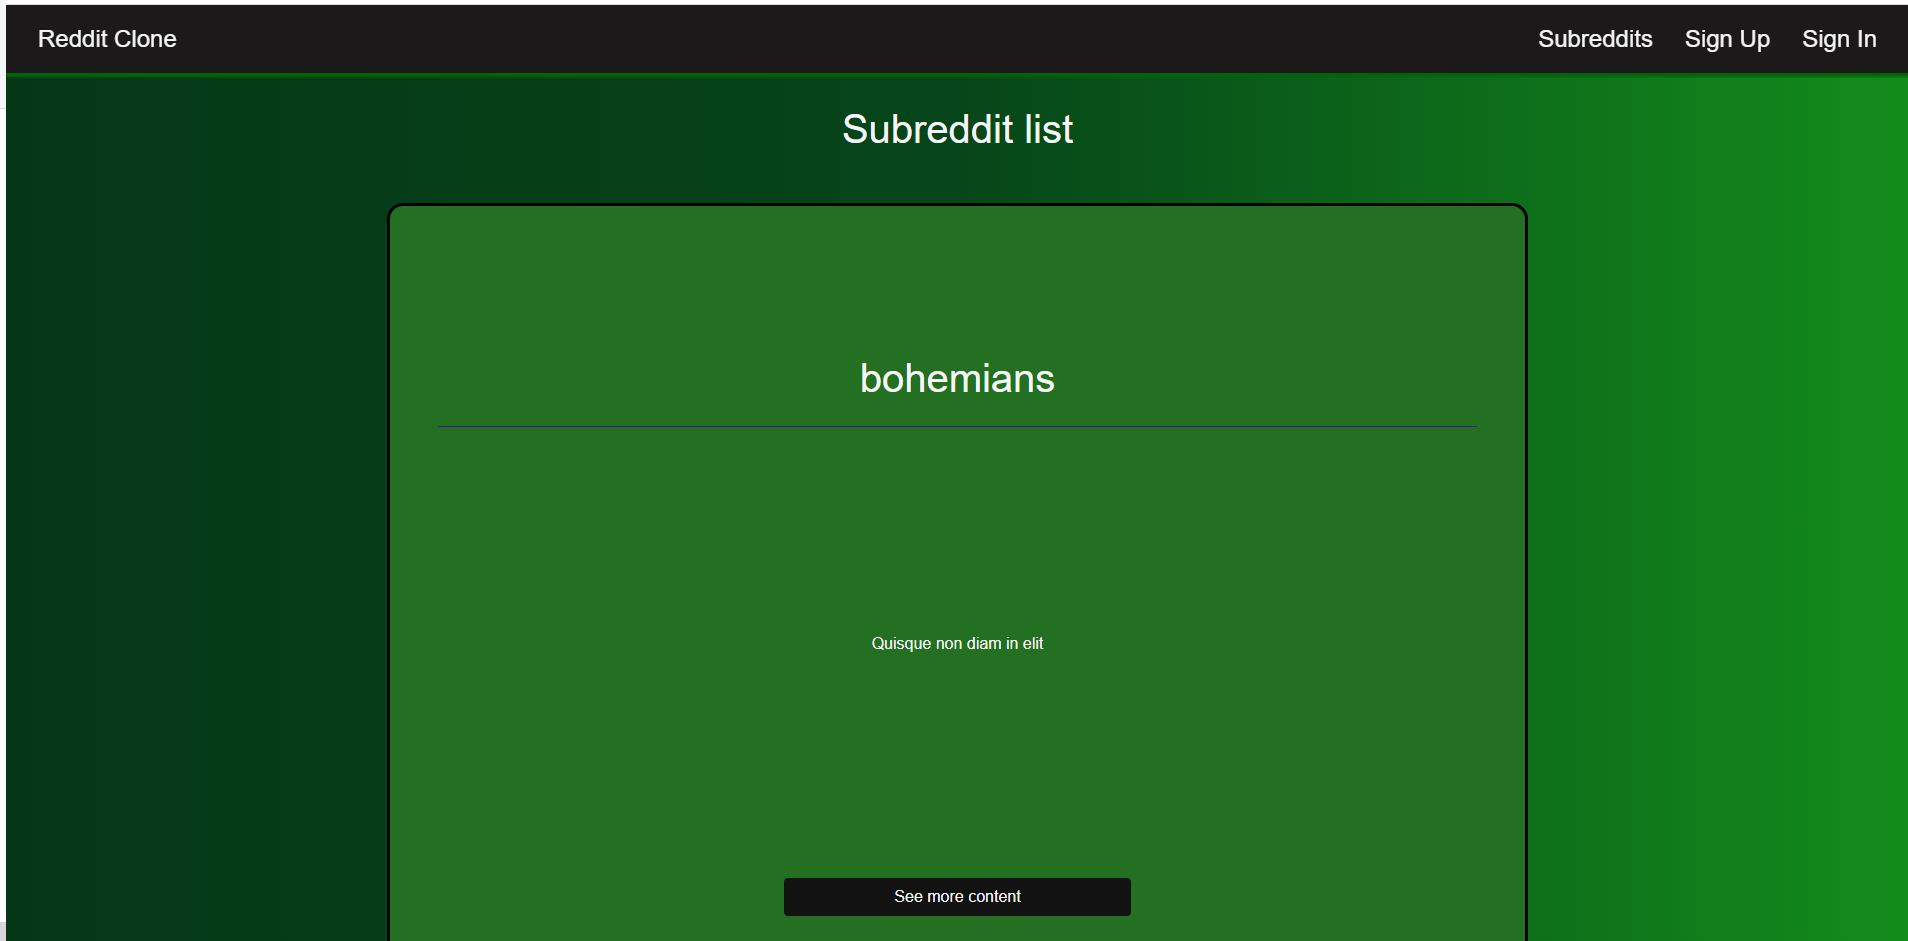 Reddit Clone
Subreddits Sign Up Sign In
Subreddit list
bohemians
Quisque non diam in elit
See more content